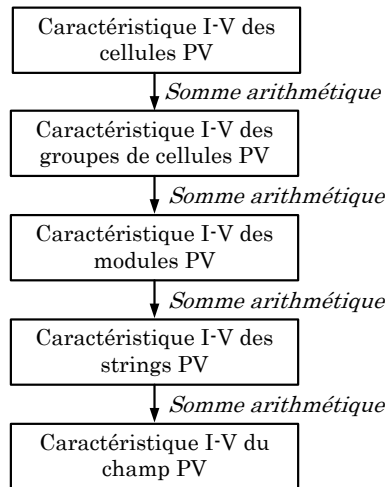 Caractéristique I-V des
cellules PV
Somme arithmétique
Caractéristique I-V des
groupes de cellules PV
Somme arithmétique
Caractéristique I-V des
modules PV
Somme arithmétique
Caractéristique I-V des
strings PV
Somme arithmétique
Caractéristique I-V du
champ PV